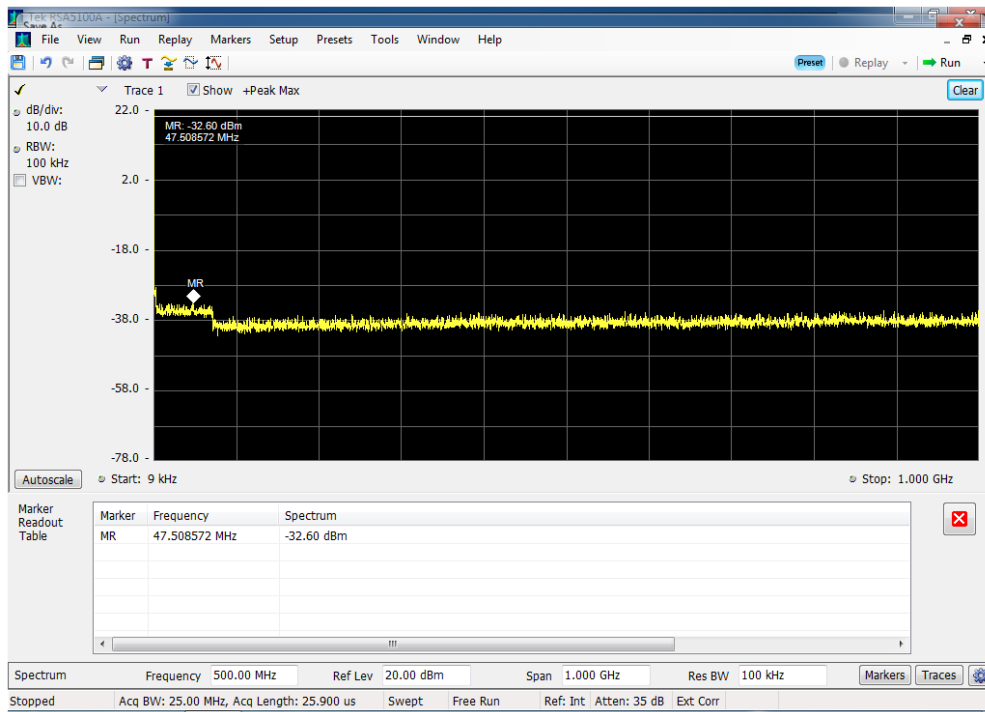 Tek RSA5100A - [Spectrum]
Save As
File View Run Replay Markers Setup Presets Tools Window Help
T Preset Replay Run
Trace 1 Show +Peak Max Clear
dB/div:
10.0 dB
RBW:
100 kHz
VBW:
22.0
2.0
-18.0
-38.0
-58.0
-78.0
MR: -32.60 dBm
47.508572 MHz
MR
Autoscale Start: 9 kHz Stop: 1.000 GHz
Marker
Readout
Table
Marker Frequency Spectrum
MR 47.508572 MHz -32.60 dBm
Spectrum Frequency 500.00 MHz Ref Lev 20.00 dBm Span 1.000 GHz Res BW 100 kHz Markers Traces
Stopped Acq BW: 25.00 MHz, Acq Length: 25.900 us Swept Free Run Ref: Int Atten: 35 dB Ext Corr